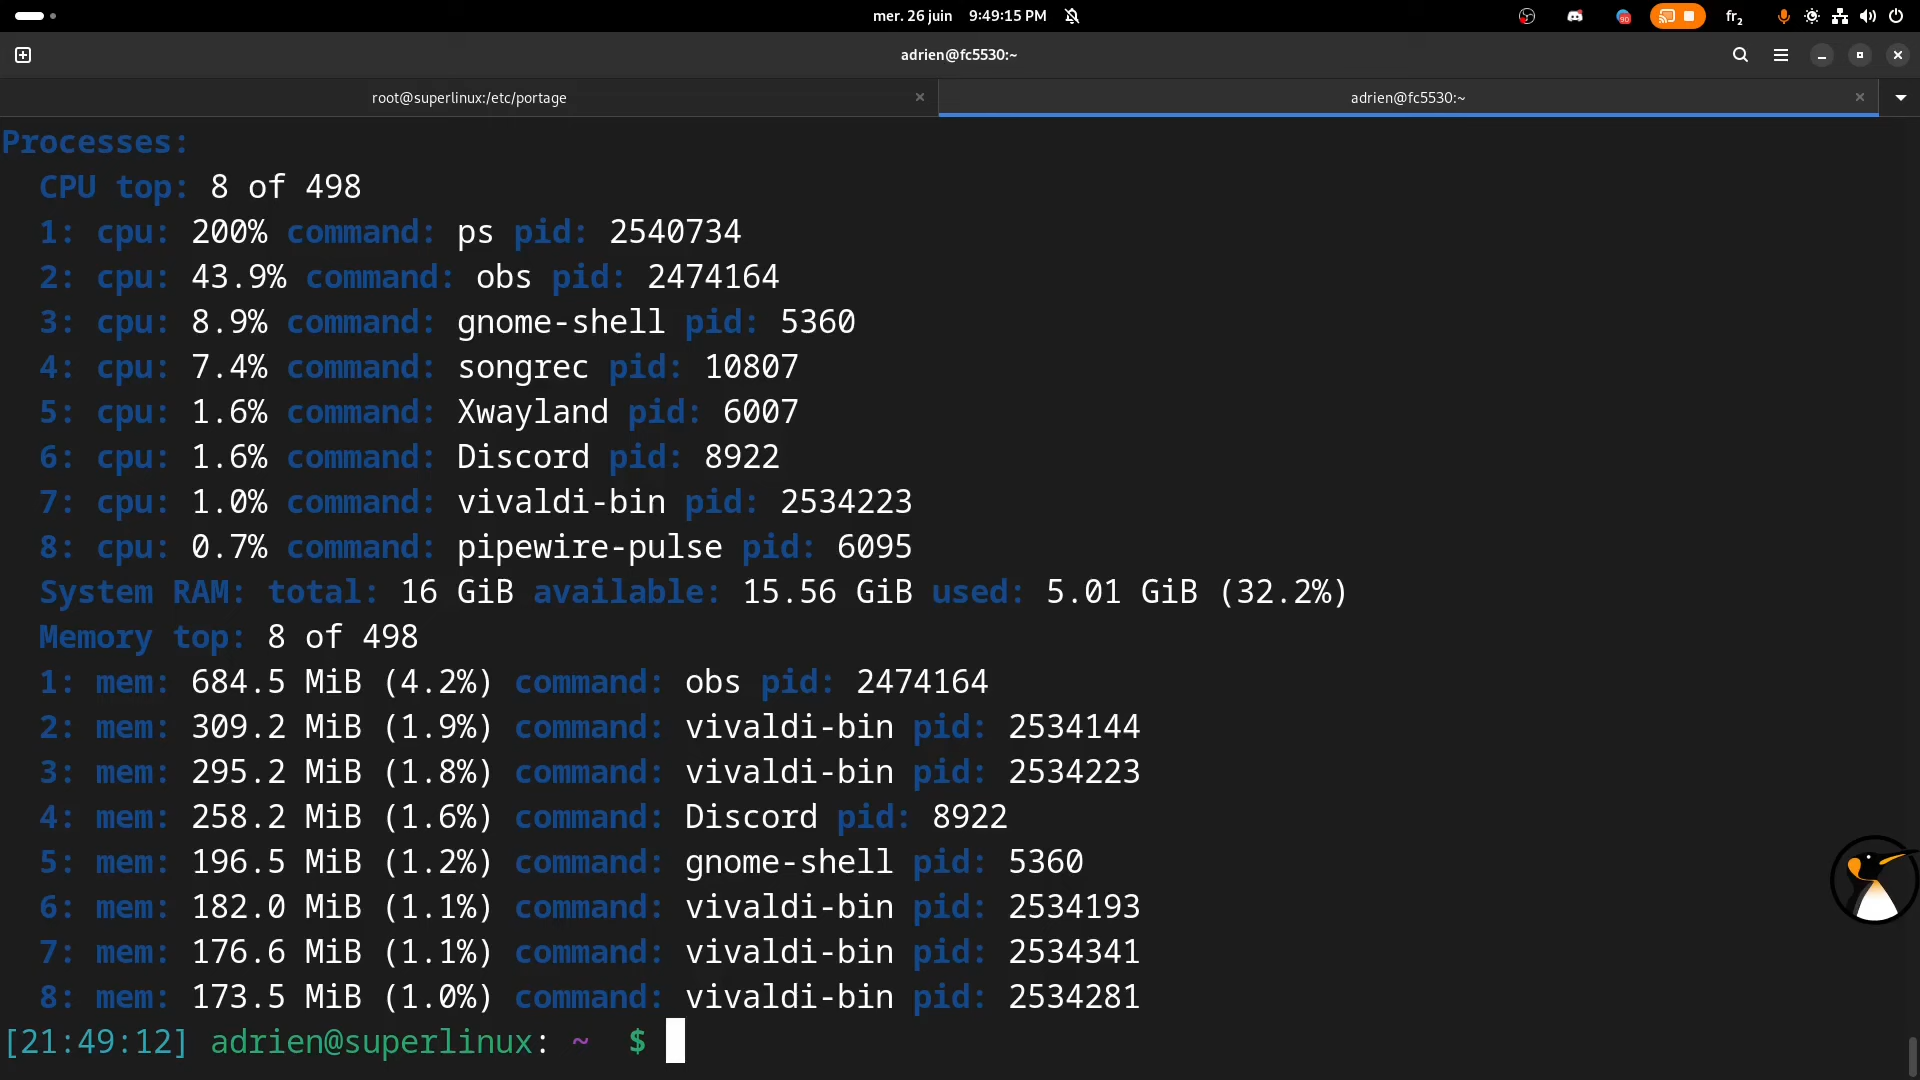 mer. 26 juin 9:49:15 PM
90
fr2
adrien@fc5530:~
root@superlinux:/etc/portage
adrien@fc5530:~
Processes:
CPU top: 8 of 498
1: cpu: 200% command: ps pid: 2540734
2: cpu: 43.9% command: obs pid: 2474164
3: cpu: 8.9% command: gnome-shell pid: 5360
4: cpu: 7.4% command: songrec pid: 10807
5: cpu: 1.6% command: Xwayland pid: 6007
6: cpu: 1.6% command: Discord pid: 8922
7: cpu: 1.0% command: vivaldi-bin pid: 2534223
8: cpu: 0.7% command: pipewire-pulse pid: 6095
System RAM: total: 16 GiB available: 15.56 GiB used: 5.01 GiB (32.2%)
Memory top: 8 of 498
1: mem: 684.5 MiB (4.2%) command: obs pid: 2474164
2: mem: 309.2 MiB (1.9%) command: vivaldi-bin pid: 2534144
3: mem: 295.2 MiB (1.8%) command: vivaldi-bin pid: 2534223
4: mem: 258.2 MiB (1.6%) command: Discord pid: 8922
5: mem: 196.5 MiB (1.2%) command: gnome-shell pid: 5360
6: mem: 182.0 MiB (1.1%) command: vivaldi-bin pid: 2534193
7: mem: 176.6 MiB (1.1%) command: vivaldi-bin pid: 2534341
8: mem: 173.5 MiB (1.0%) command: vivaldi-bin pid: 2534281
[21:49:12] adrien@superlinux: ~ $